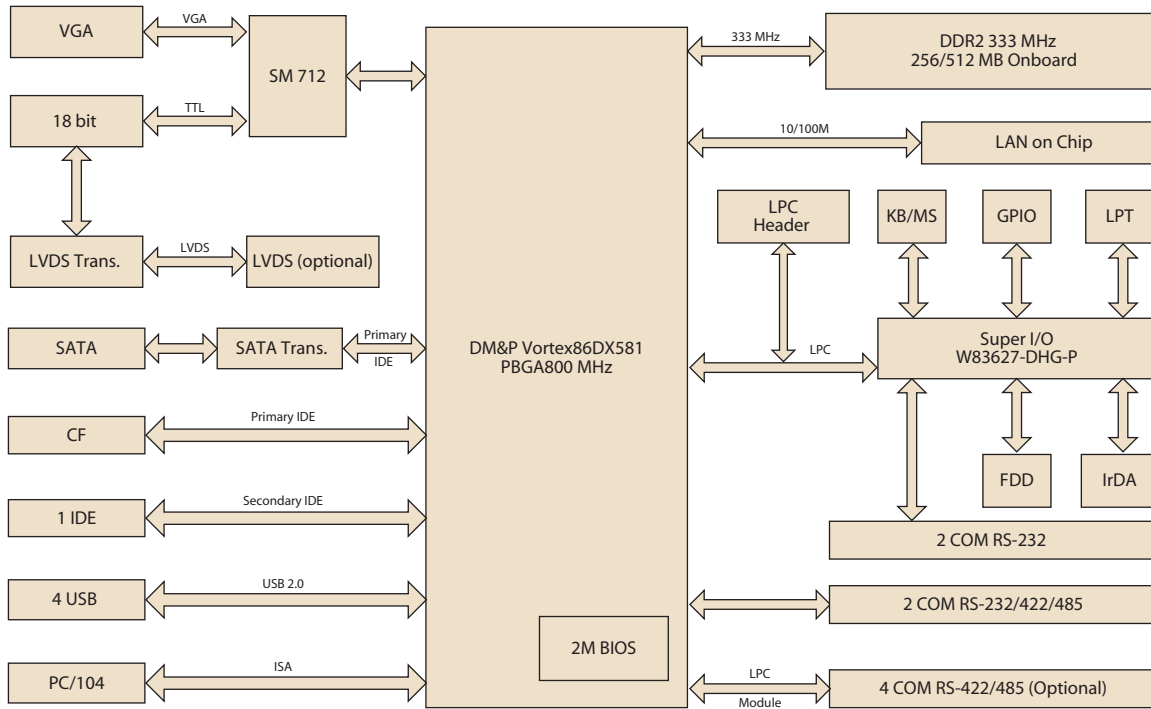 VGA
VGA
SM 712
18 bit
TTL
LVDS Trans.
LVDS
LVDS (optional)
SATA
SATA Trans.
Primary
IDE
CF
Primary IDE
1 IDE
Secondary IDE
4 USB
USB 2.0
PC/104
ISA
DM&P Vortex86DX581
PBGA800 MHz
2M BIOS
333 MHz
DDR2 333 MHz
256/512 MB Onboard
10/100M
LAN on Chip
LPC
Header
KB/MS
GPIO
LPT
LPC
Super I/O
W83627-DHG-P
FDD
IrDA
2 COM RS-232
2 COM RS-232/422/485
LPC
Module
4 COM RS-422/485 (Optional)